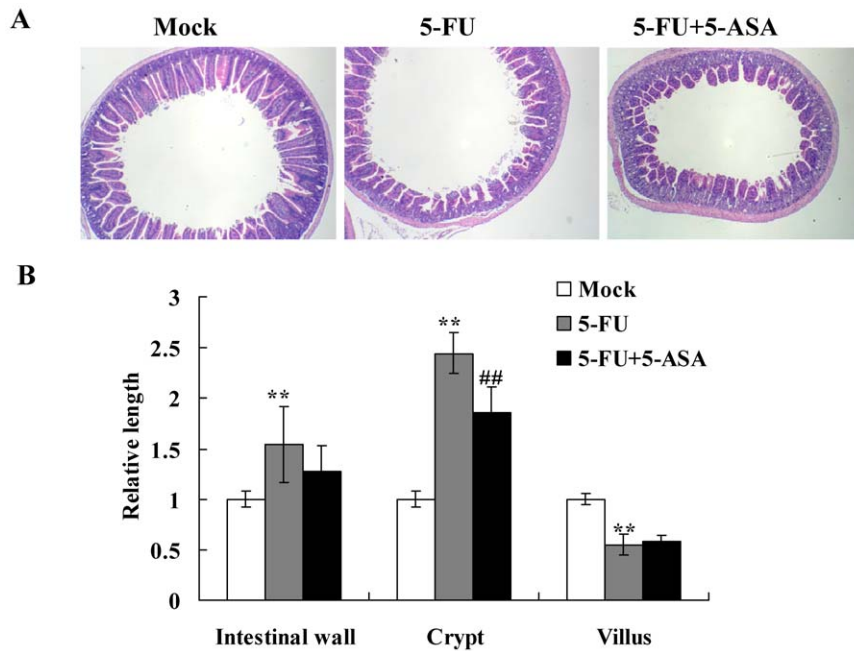 A
Mock
5-FU
5-FU+5-ASA
B
3
2.5
2
1.5
1
0.5
0
Relative length
Mock
5-FU
5-FU+5-ASA
**
**
##
**
Intestinal wall
Crypt
Villus